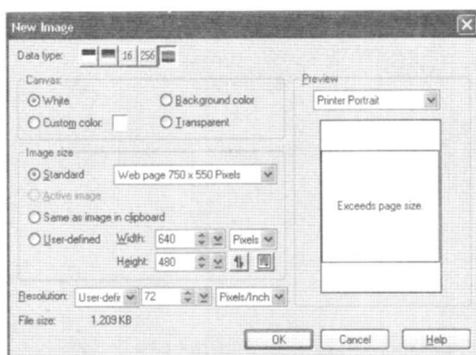 New Image
Data type: 16 256
Canvas:
White
Background color
Custom color:
Transparent
Image size
Standard
Web page 750 x 550 Pixels
Active image
Same as image in clipboard
User-defined Width: 640 Pixels
Height: 480
Resolution: User-defir 72 Pixels/Inch
File size: 1,209 KB
Preview
Printer Portrait
Exceeds page size
OK Cancel Help